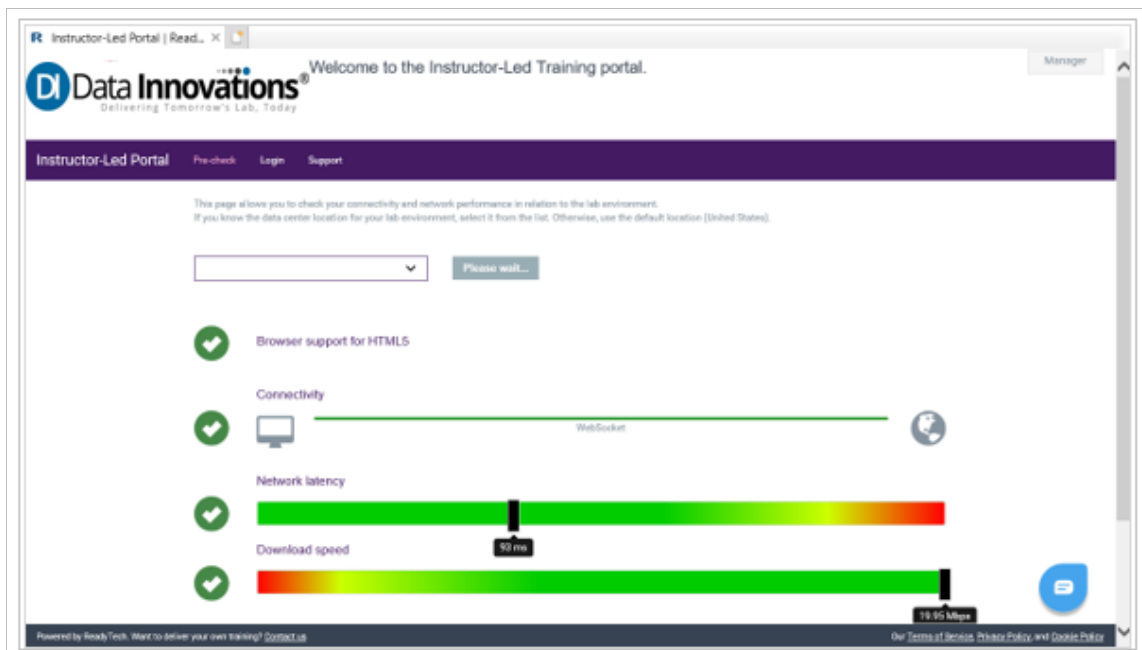 R Instructor-Led Portal | Read...
DI Data Innovations®
Delivering Tomorrow's Lab, Today
Welcome to the Instructor-Led Training portal.
Manager
Instructor-Led Portal Pre-check Login Support
This page allows you to check your connectivity and network performance in relation to the lab environment.
If you know the data center location for your lab environment, select it from the list. Otherwise, use the default location (United States).
Please wait...
Browser support for HTML5
Connectivity
WebSocket
Network latency
93 ms
Download speed
19.95 Mbps
Powered by ReadyTech. Want to deliver your own training? Contact us
Our Terms of Service, Privacy Policy, and Cookie Policy